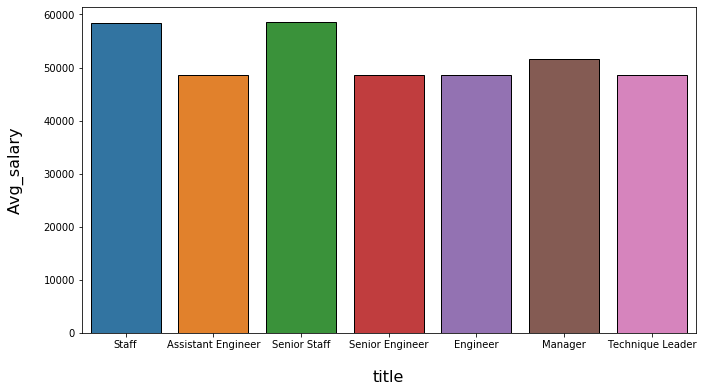 60000
50000
40000
30000
20000
10000
0
Avg_salary
Staff Assistant Engineer Senior Staff Senior Engineer Engineer Manager Technique Leader
title